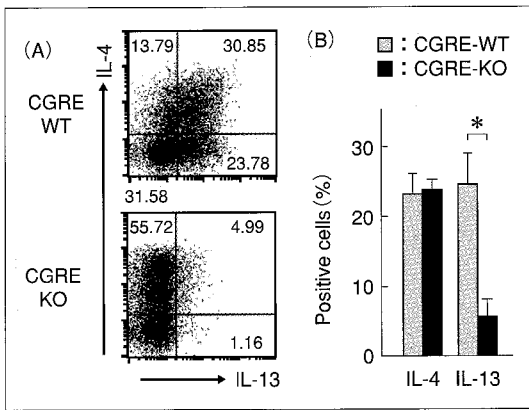 (A)
IL-4
CGRE
WT
13.79
30.85
23.78
31.58
CGRE
KO
55.72
4.99
1.16
IL-13
(B)
: CGRE-WT
: CGRE-KO
*
Positive cells (%)
30
20
10
0
IL-4
IL-13